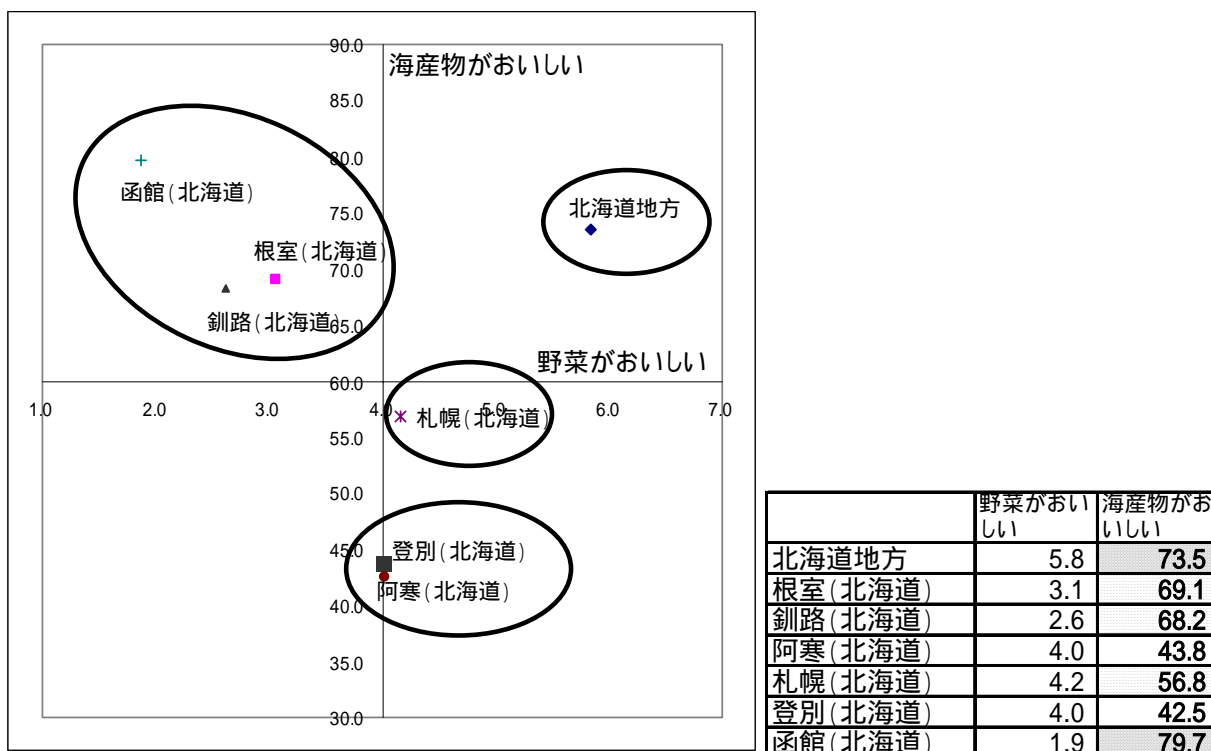 90.0
海産物がおいしい
85.0
80.0
函館(北海道)
75.0
北海道地方
根室(北海道)
70.0
釧路(北海道)
65.0
野菜がおいしい
60.0
1.0 2.0 3.0 4.0 5.0 6.0 7.0
札幌(北海道)
55.0
50.0
45.0
登別(北海道)
阿寒(北海道)
40.0
35.0
30.0
野菜がおい 海産物がお
しい いしい
北海道地方 5.8 73.5
根室(北海道) 3.1 69.1
釧路(北海道) 2.6 68.2
阿寒(北海道) 4.0 43.8
札幌(北海道) 4.2 56.8
登別(北海道) 4.0 42.5
函館(北海道) 1.9 79.7